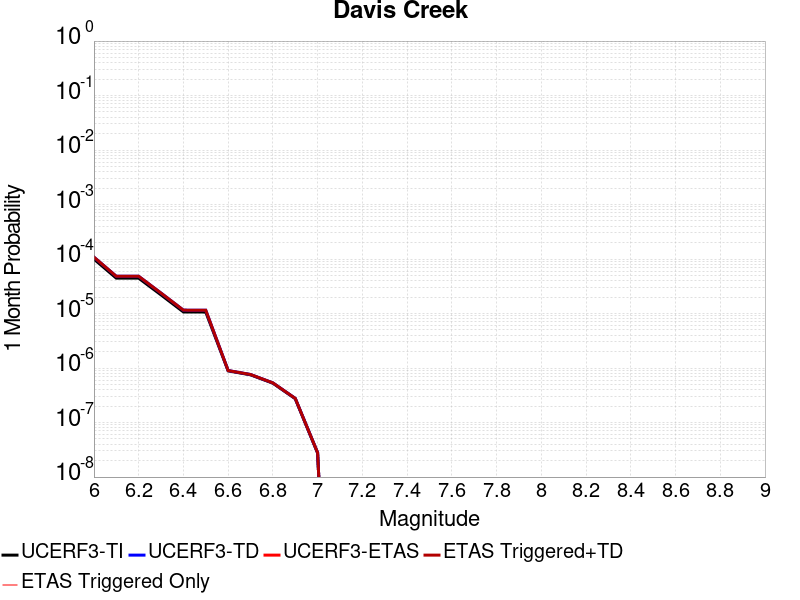 Davis Creek
1 Month Probability
10^0
10^-1
10^-2
10^-3
10^-4
10^-5
10^-6
10^-7
10^-8
6 6.2 6.4 6.6 6.8 7 7.2 7.4 7.6 7.8 8 8.2 8.4 8.6 8.8 9
Magnitude
UCERF3-TI UCERF3-TD UCERF3-ETAS ETAS Triggered+TD
ETAS Triggered Only